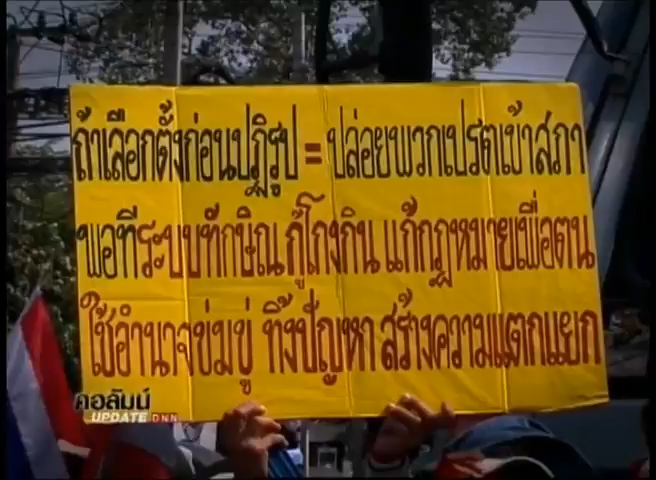 ถ้าเลือกตั้งก่อนปฏิรูป = ปล่อยพวกเปรตเข้าสภา
พอทีระบบทักษิณ กู้โกงกิน แก้กฏหมายเพื่อตน
ใช้อำนาจข่มขู่ ทิ้งปัญหา สร้างความแตกแยก
คอลัมน์
UPDATE DNN